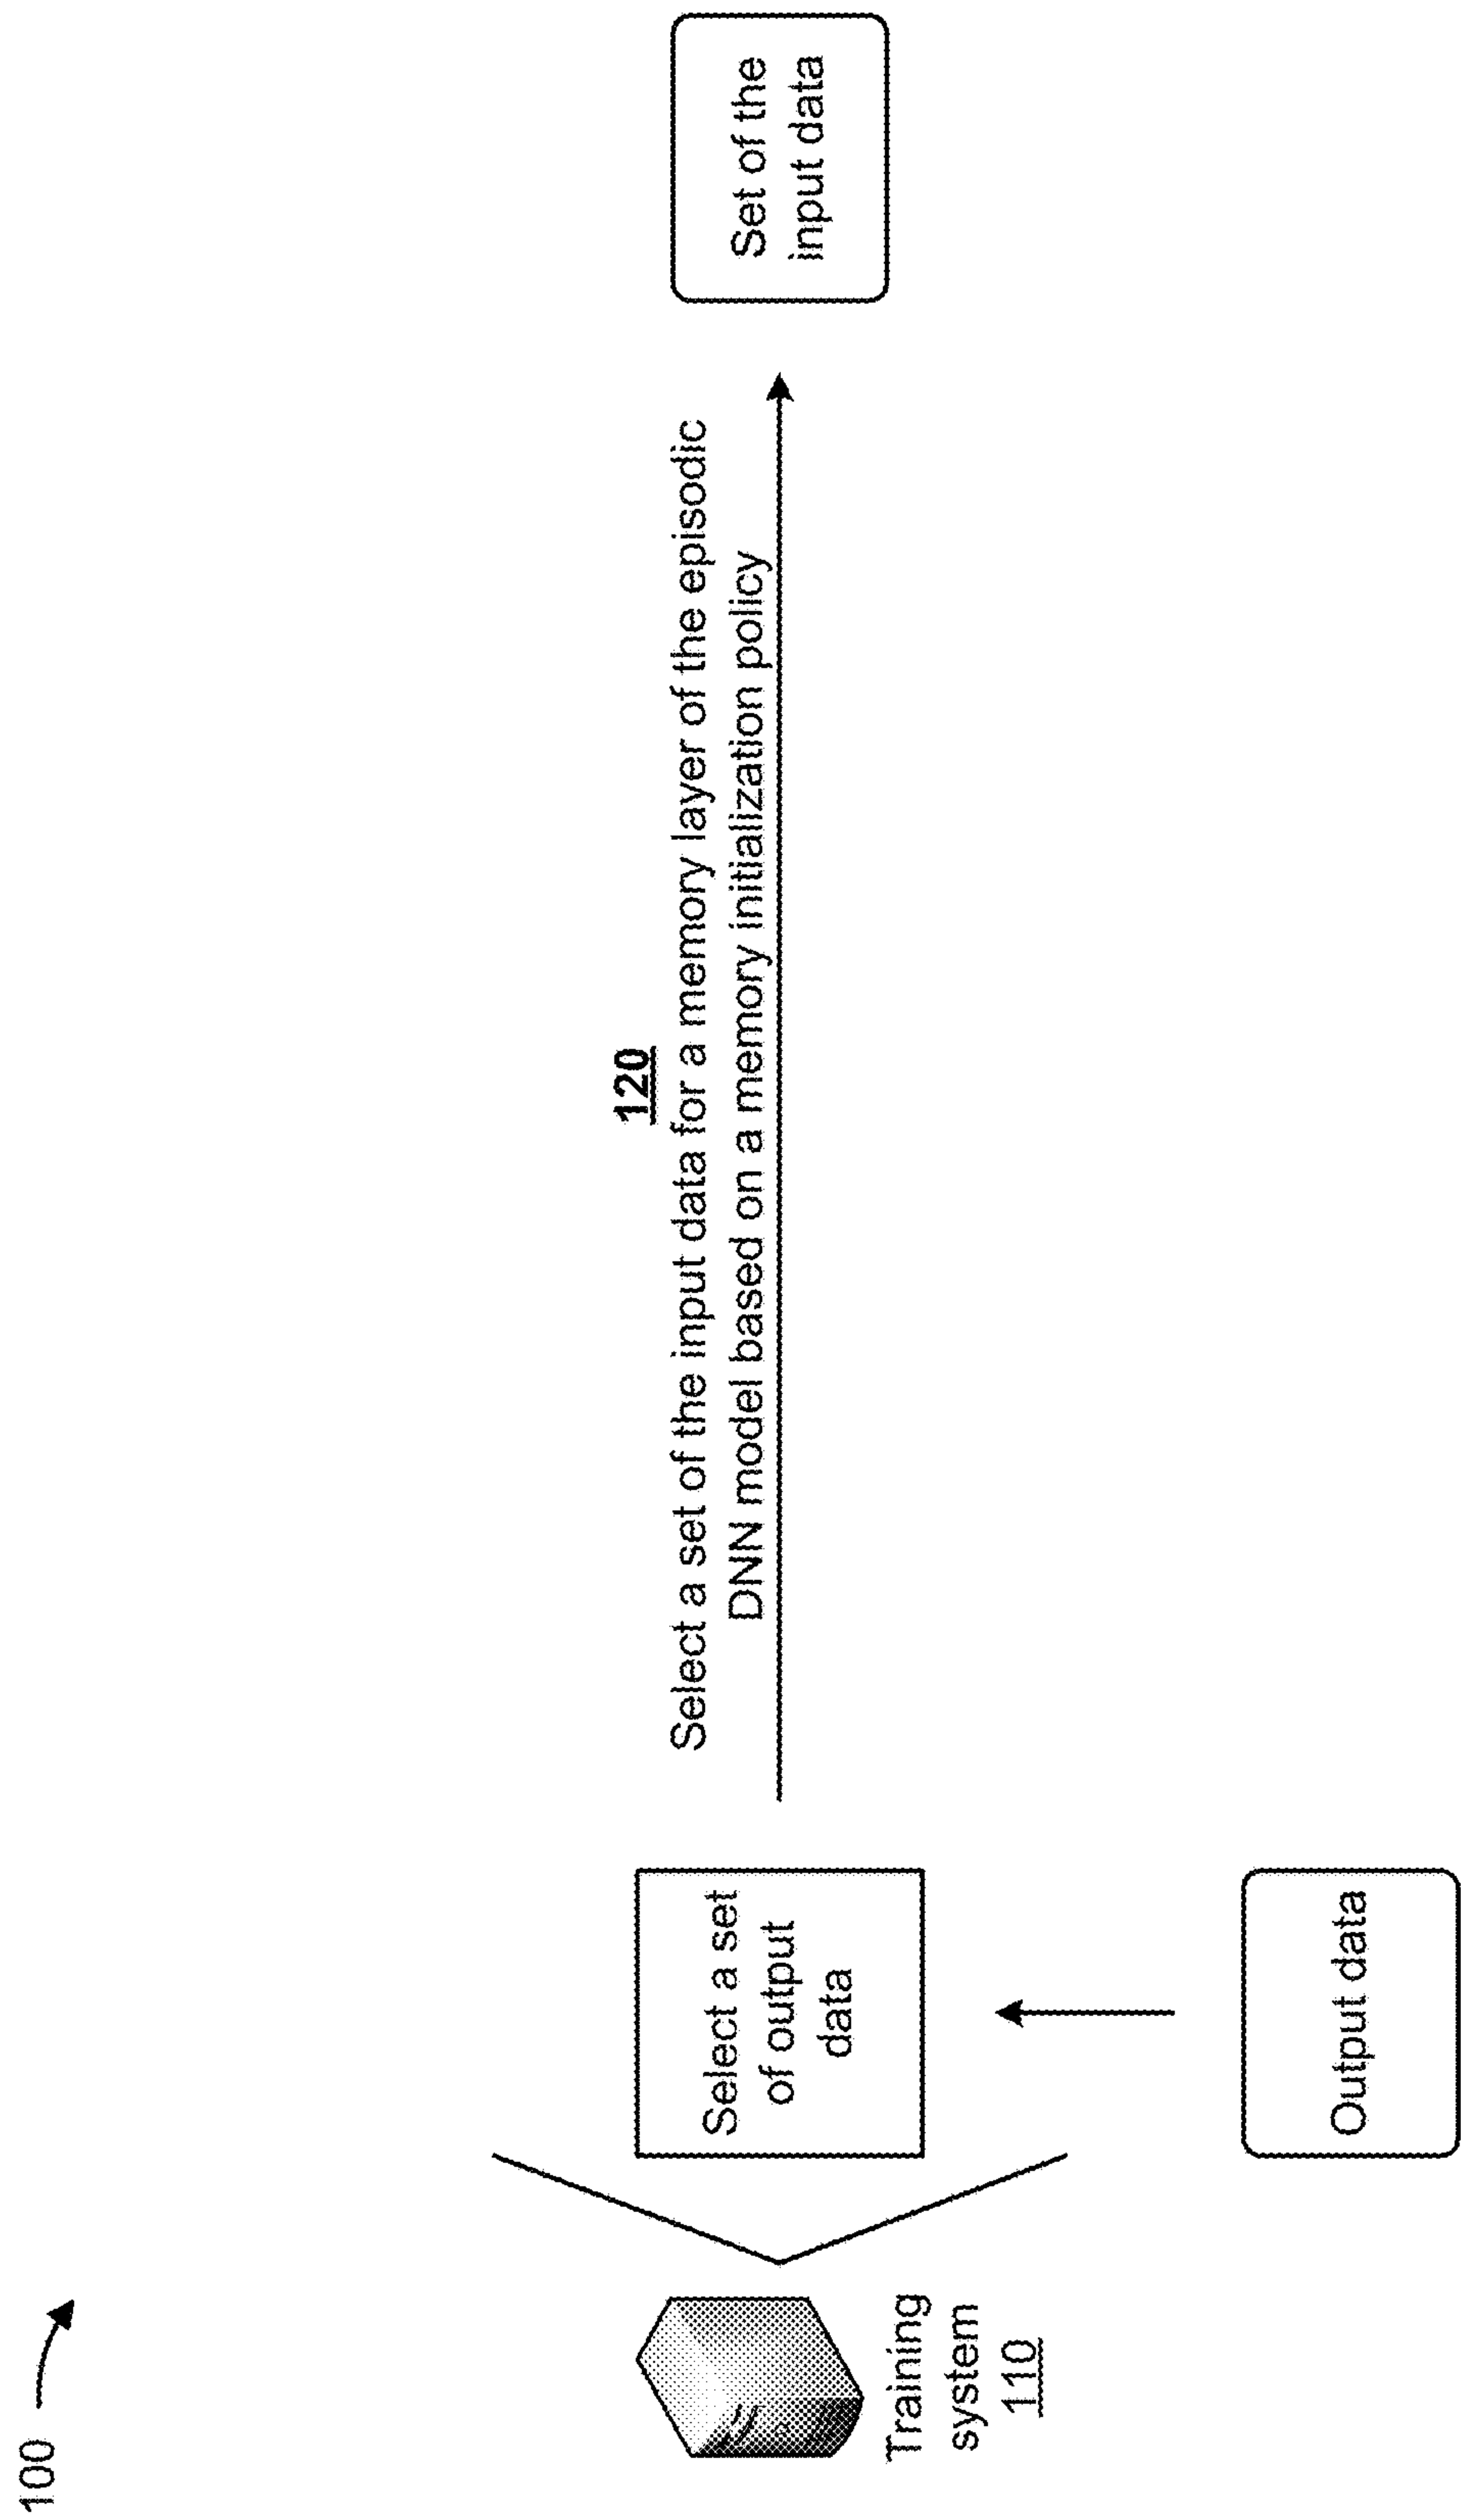 100
120
Select a set of the input data for a memory layer of the episodic
DNN model based on a memory initialization policy
Training
system
110
Select a set
of output
data
Set of the
input data
Output data